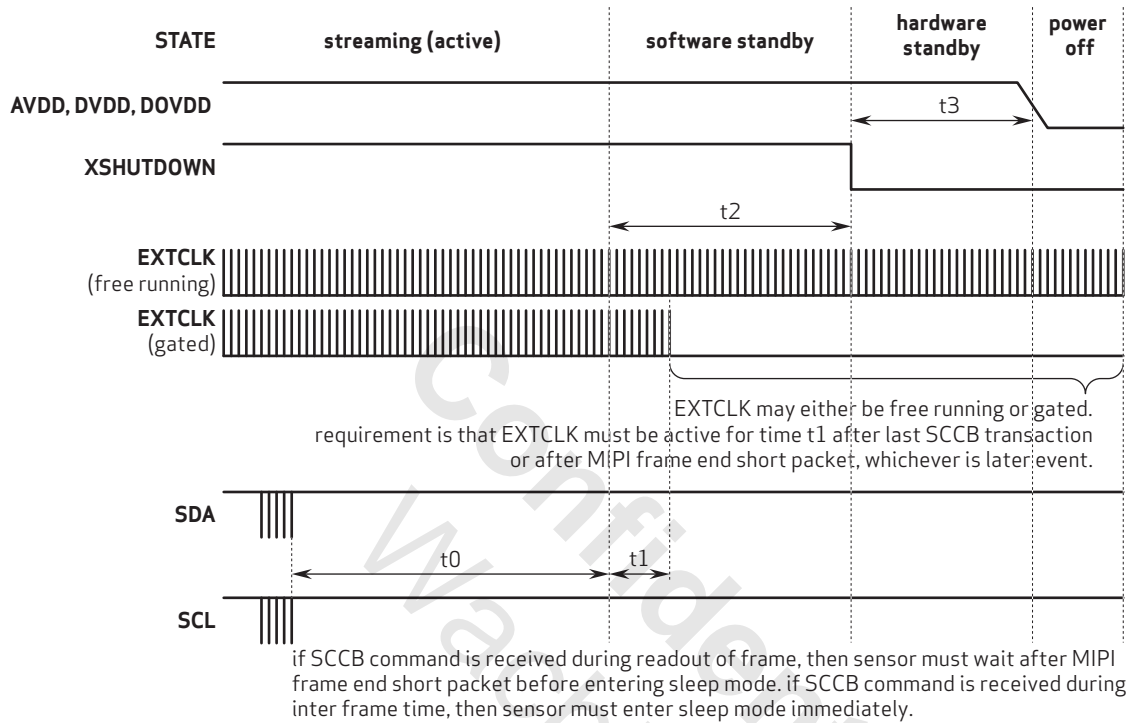 STATE streaming (active) software standby hardware standby power off
AVDD, DVDD, DOVDD
t3
XSHUTDOWN
t2
EXTCLK
(free running)
EXTCLK
(gated)
EXTCLK may either be free running or gated.
requirement is that EXTCLK must be active for time t1 after last SCCB transaction
or after MIPI frame end short packet, whichever is later event.
SDA
t0 t1
SCL
if SCCB command is received during readout of frame, then sensor must wait after MIPI
frame end short packet before entering sleep mode. if SCCB command is received during
inter frame time, then sensor must enter sleep mode immediately.